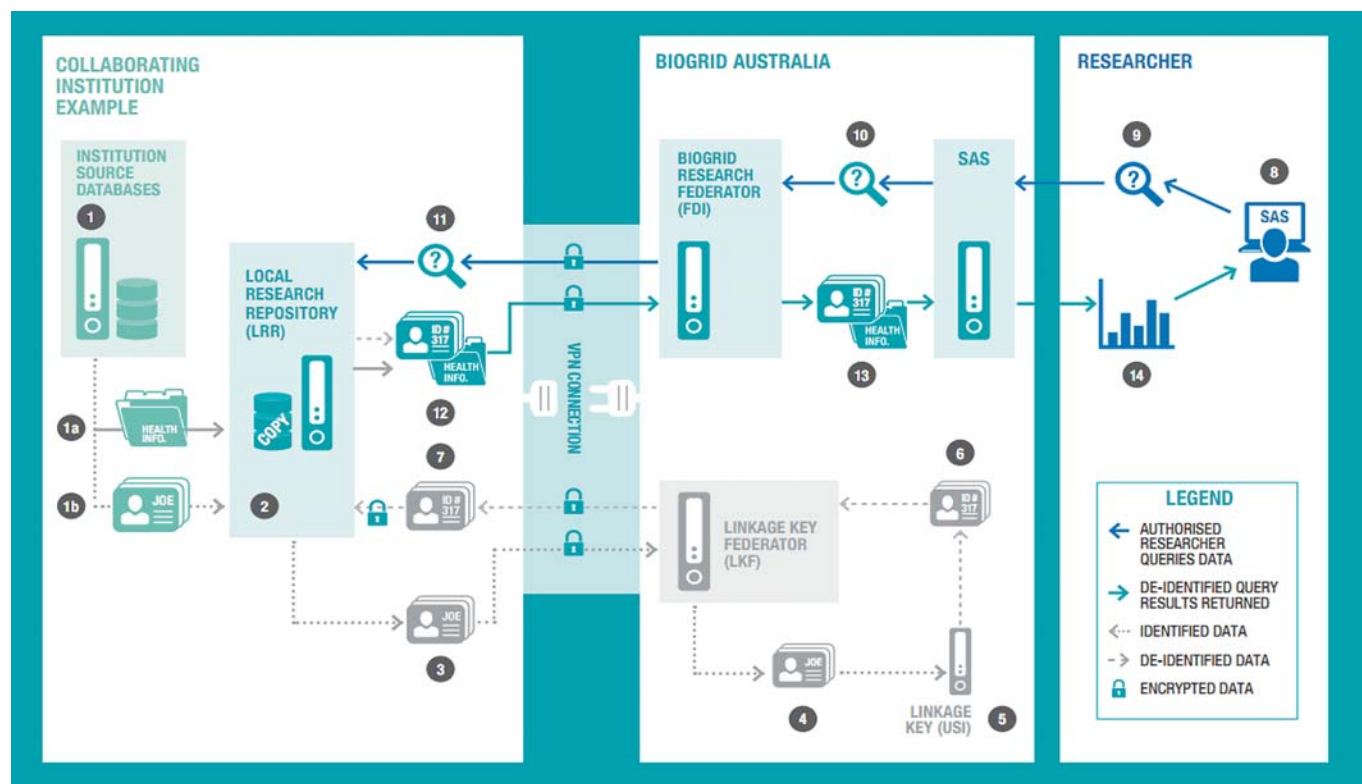 COLLABORATING
INSTITUTION
EXAMPLE
INSTITUTION
SOURCE
DATABASES
1
1a
HEALTH
INFO.
1b
JOE
LOCAL
RESEARCH
REPOSITORY
(LRR)
COPY
2
11
?
ID #
317
HEALTH
INFO.
12
7
ID #
317
JOE
3
VPN CONNECTION
BIOGRID AUSTRALIA
BIOGRID
RESEARCH
FEDERATOR
(FDI)
10
?
SAS
ID #
317
HEALTH
INFO.
13
LINKAGE KEY
FEDERATOR
(LKF)
6
ID #
317
JOE
4
LINKAGE
KEY (USI)
5
RESEARCHER
9
?
8
SAS
14
LEGEND
AUTHORISED
RESEARCHER
QUERIES DATA
DE-IDENTIFIED QUERY
RESULTS RETURNED
IDENTIFIED DATA
DE-IDENTIFIED DATA
ENCRYPTED DATA